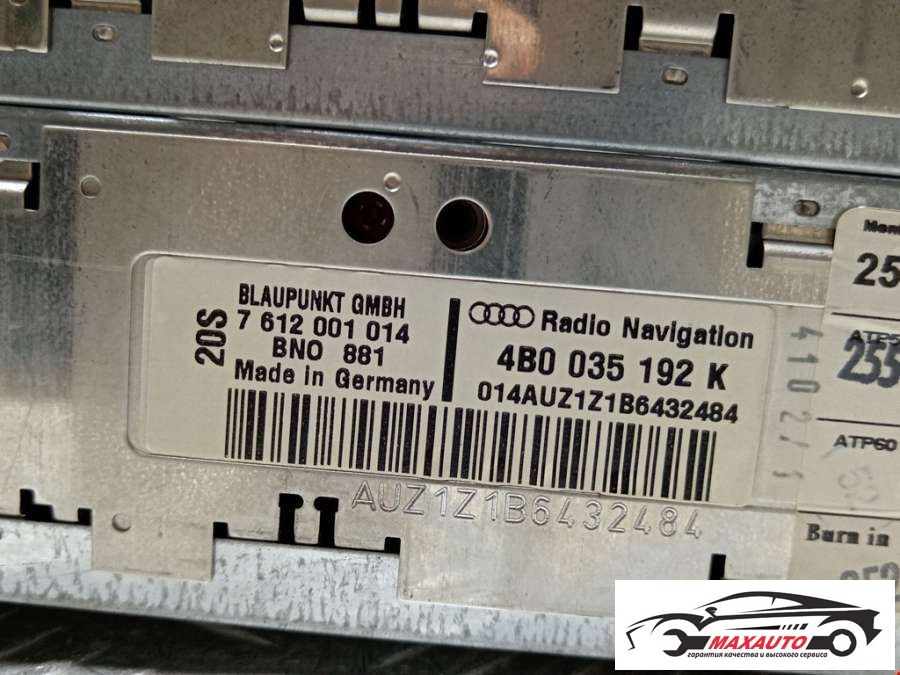 20S
BLAUPUNKT GMBH
7 612 001 014
BNO 881
Made in Germany
Radio Navigation
4B0 035 192 K
014AUZ1Z1B6432484
AUZ1Z1B6432484
25
255
ATP60
Burn in
MAXAUTO
гарантия качества и высокого сервиса